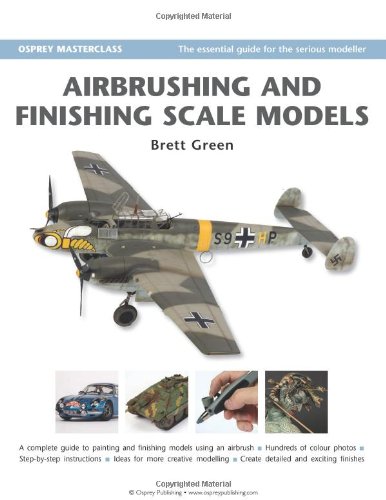 Copyrighted Material
OSPREY MASTERCLASS
The essential guide for the serious modeller
AIRBRUSHING AND
FINISHING SCALE MODELS
Brett Green
S9 HP
A complete guide to painting and finishing models using an airbrush ■ Hundreds of colour photos ■
Step-by-step instructions ■ Ideas for more creative modelling ■ Create detailed and exciting finishes
© Osprey Publishing • www.ospreypublishing.com
Copyrighted Material